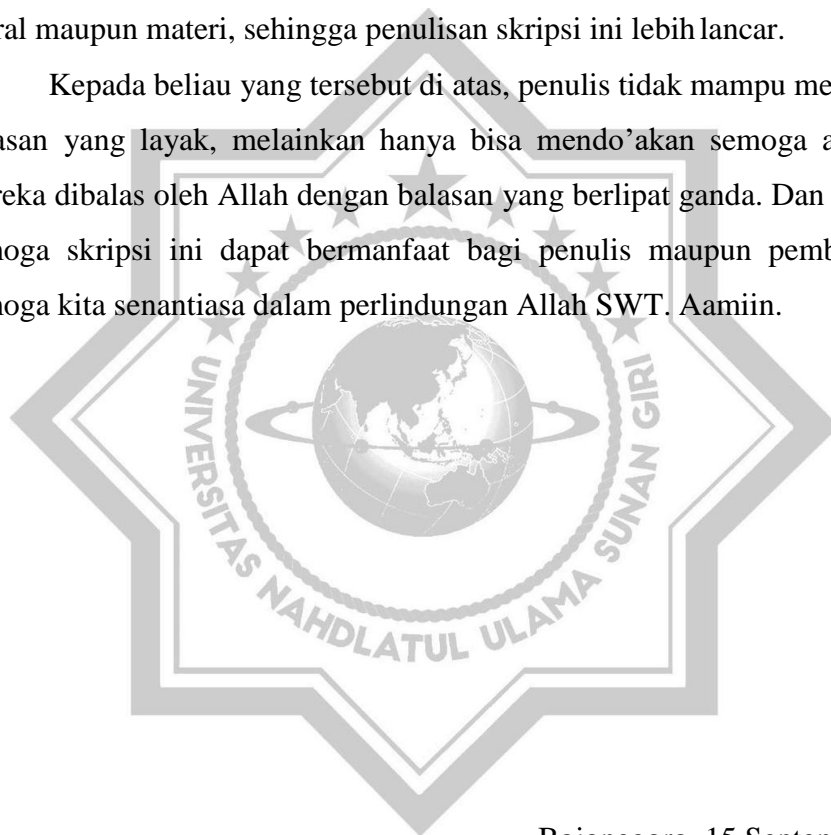 ral maupun materi, sehingga penulisan skripsi ini lebih lancar.
Kepada beliau yang tersebut di atas, penulis tidak mampu me
asan yang layak, melainkan hanya bisa mendo’akan semoga a
reka dibalas oleh Allah dengan balasan yang berlipat ganda. Dan
noga skripsi ini dapat bermanfaat bagi penulis maupun pemb
noga kita senantiasa dalam perlindungan Allah SWT. Aamiin.
UNIVERSITAS NAHDLATUL ULAMA SUNAN GIRI